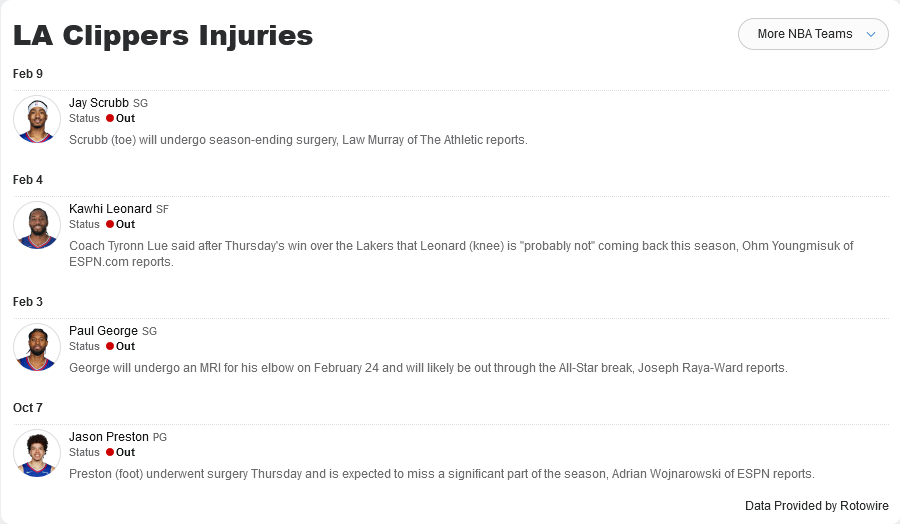 LA Clippers Injuries
More NBA Teams
Feb 9
Jay Scrubb SG
Status Out
Scrubb (toe) will undergo season-ending surgery, Law Murray of The Athletic reports.
Feb 4
Kawhi Leonard SF
Status Out
Coach Tyronn Lue said after Thursday's win over the Lakers that Leonard (knee) is "probably not" coming back this season, Ohm Youngmisuk of
ESPN.com reports.
Feb 3
Paul George SG
Status Out
George will undergo an MRI for his elbow on February 24 and will likely be out through the All-Star break, Joseph Raya-Ward reports.
Oct 7
Jason Preston PG
Status Out
Preston (foot) underwent surgery Thursday and is expected to miss a significant part of the season, Adrian Wojnarowski of ESPN reports.
Data Provided by Rotowire